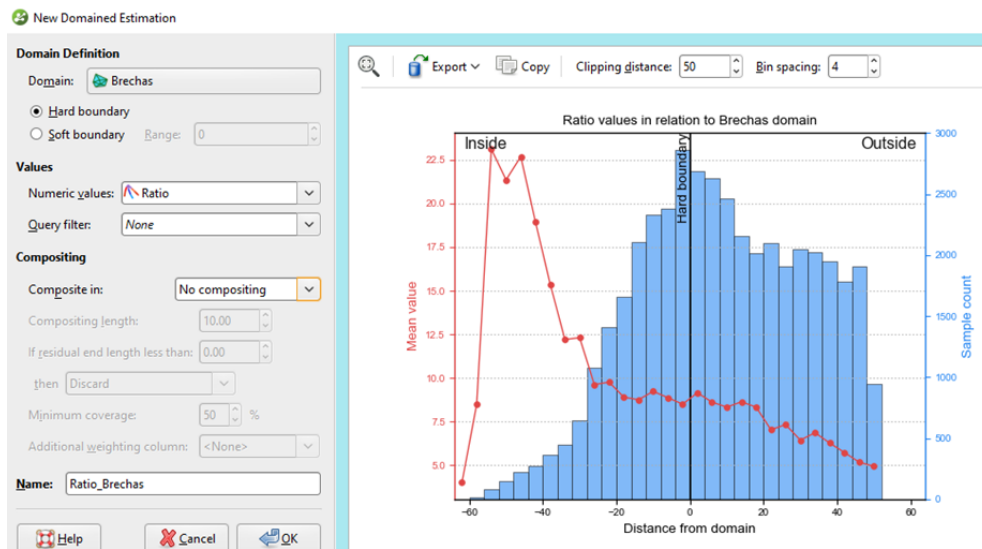 New Domained Estimation
Domain Definition
Domain: Brechas
Hard boundary
Soft boundary Range: 0
Values
Numeric values: Ratio
Query filter: None
Compositing
Composite in: No compositing
Compositing length: 10.00
If residual end length less than: 0.00
then Discard
Minimum coverage: 50 %
Additional weighting column: <None>
Name: Ratio_Brechas
Help Cancel OK
Export Copy Clipping distance: 50 Bin spacing: 4
Ratio values in relation to Brechas domain
Inside Hard boundary Outside
Mean value
22.5
20.0
17.5
15.0
12.5
10.0
7.5
5.0
3000
2500
2000
1500
1000
500
0
Sample count
−60 −40 −20 0 20 40 60
Distance from domain